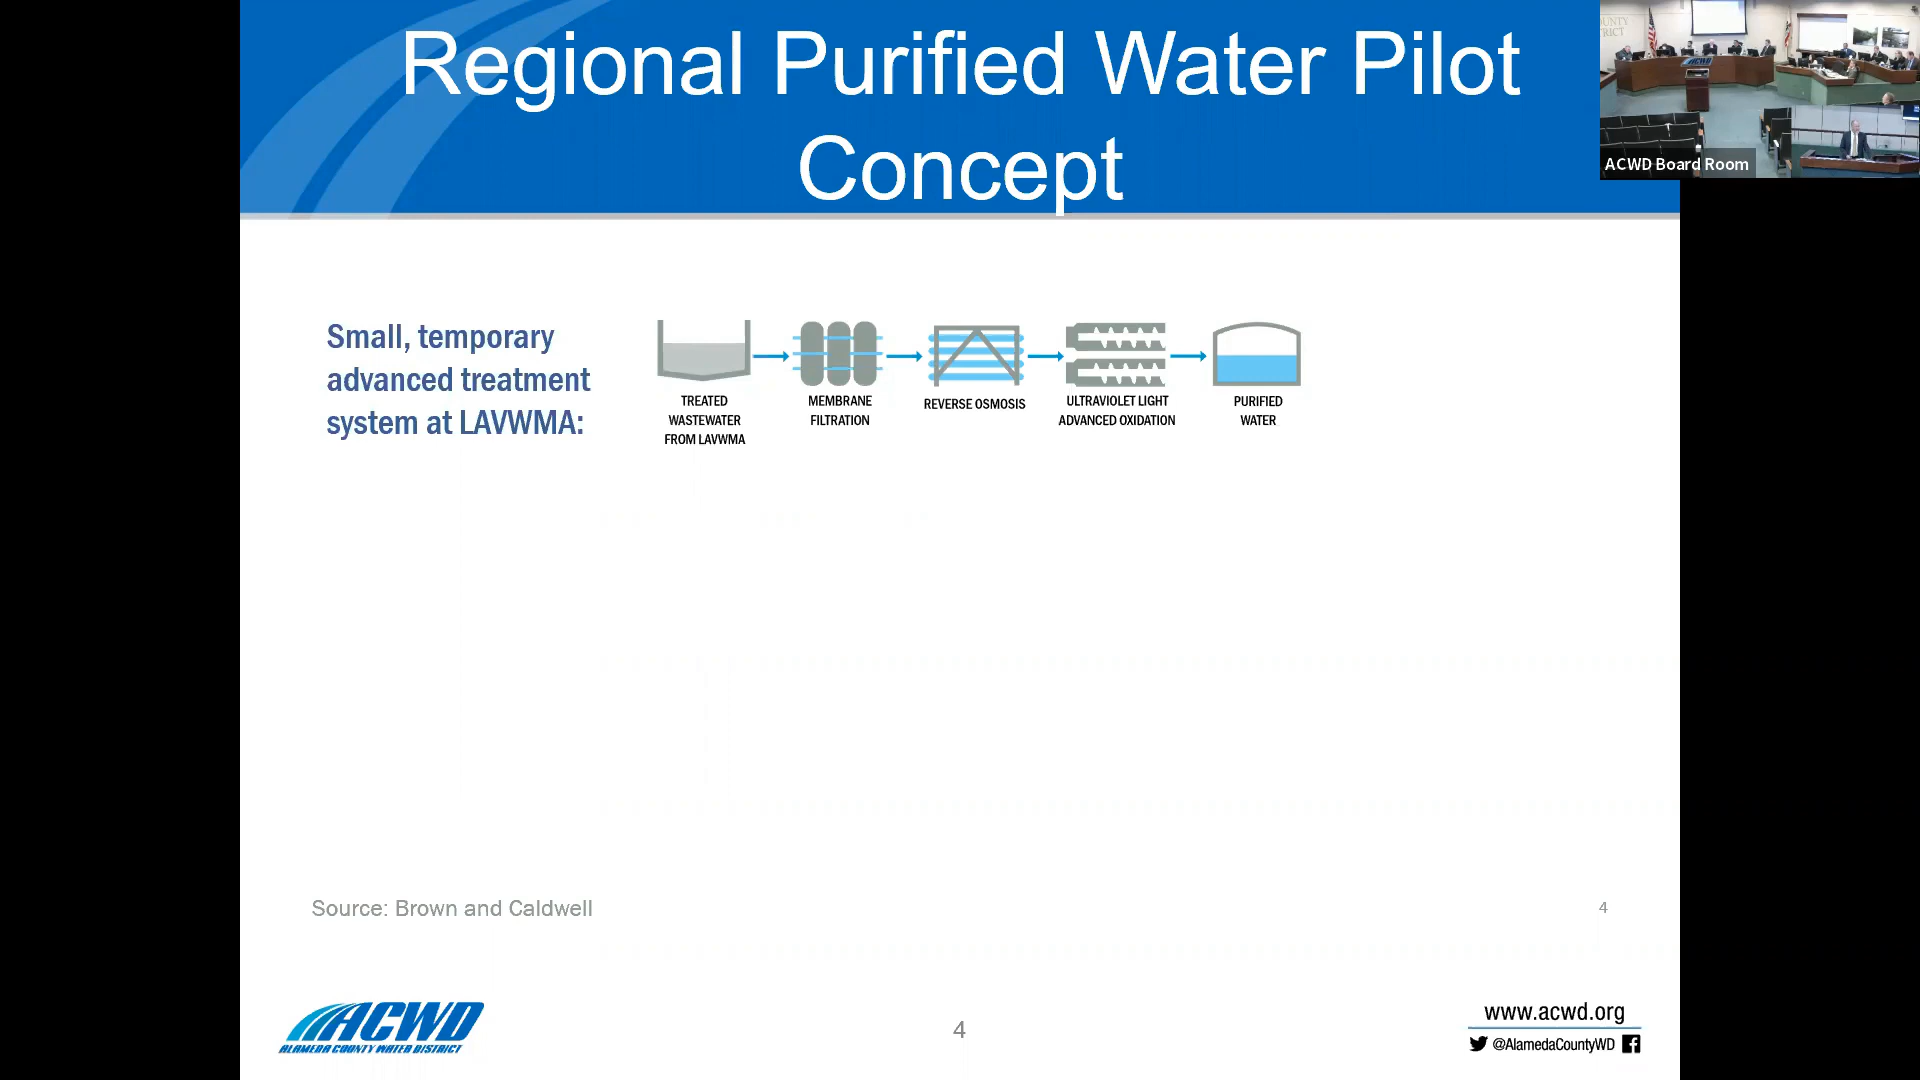 Regional Purified Water Pilot
Concept
COUNTY
DISTRICT
ACWD Board Room
Small, temporary
advanced treatment
system at LAVWMA:
TREATED
WASTEWATER
FROM LAVWMA
MEMBRANE
FILTRATION
REVERSE OSMOSIS
ULTRAVIOLET LIGHT
ADVANCED OXIDATION
PURIFIED
WATER
Source: Brown and Caldwell
4
ACWD
ALAMEDA COUNTY WATER DISTRICT
4
www.acwd.org
@AlamedaCountyWD